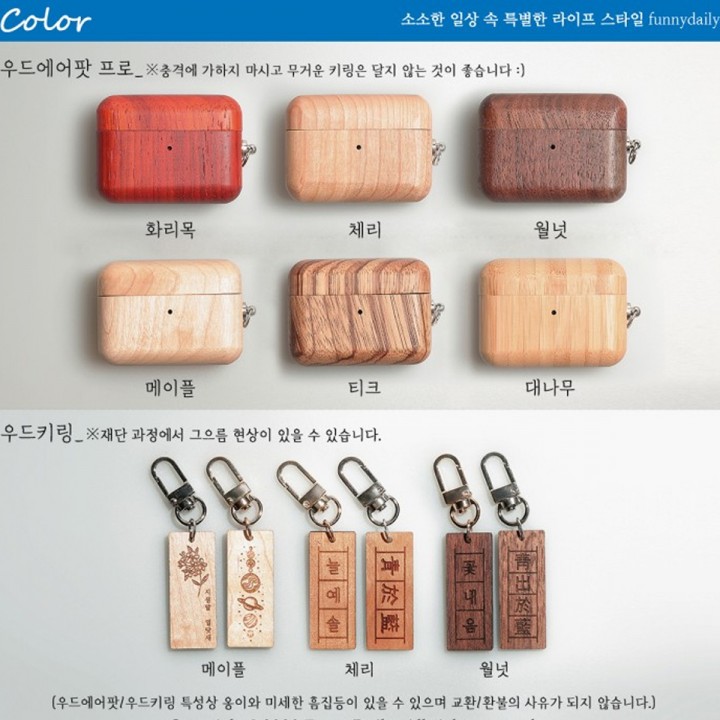 Color
소소한 일상 속 특별한 라이프 스타일 funnydaily
우드에어팟 프로_※충격에 가하지 마시고 무거운 키링은 달지 않는 것이 좋습니다 :)
화리목 체리 월넛
메이플 티크 대나무
우드키링_※재단 과정에서 그으름 현상이 있을 수 있습니다.
늘예솔
靑於藍
꽃내음
靑出於藍
메이플 체리 월넛
(우드에어팟/우드키링 특성상 옹이와 미세한 흠집등이 있을 수 있으며 교환/환불의 사유가 되지 않습니다.)